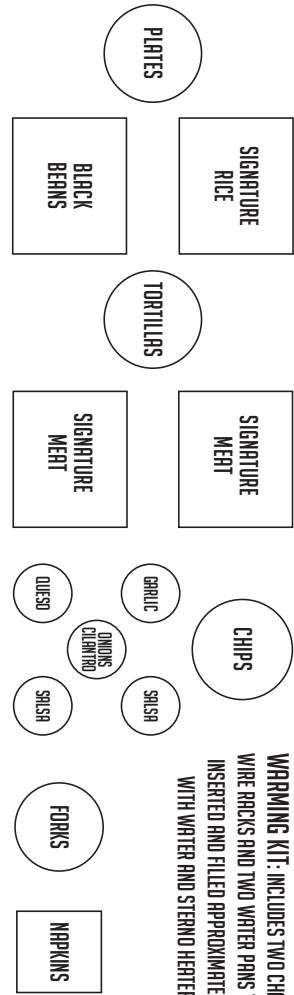 PLATES
SIGNATURE
RICE
BLACK
BEANS
TORTILLAS
SIGNATURE
MEAT
SIGNATURE
MEAT
CHIPS
GARLIC
SALSA
ONIONS
CILANTRO
QUESO
SALSA
FORKS
NAPKINS
WARMING KIT: INCLUDES TWO
WIRE RACKS AND TWO WATER PANS
INSERTED AND FILLED APPROXIMATE
WITH WATER AND STERNO HEATE